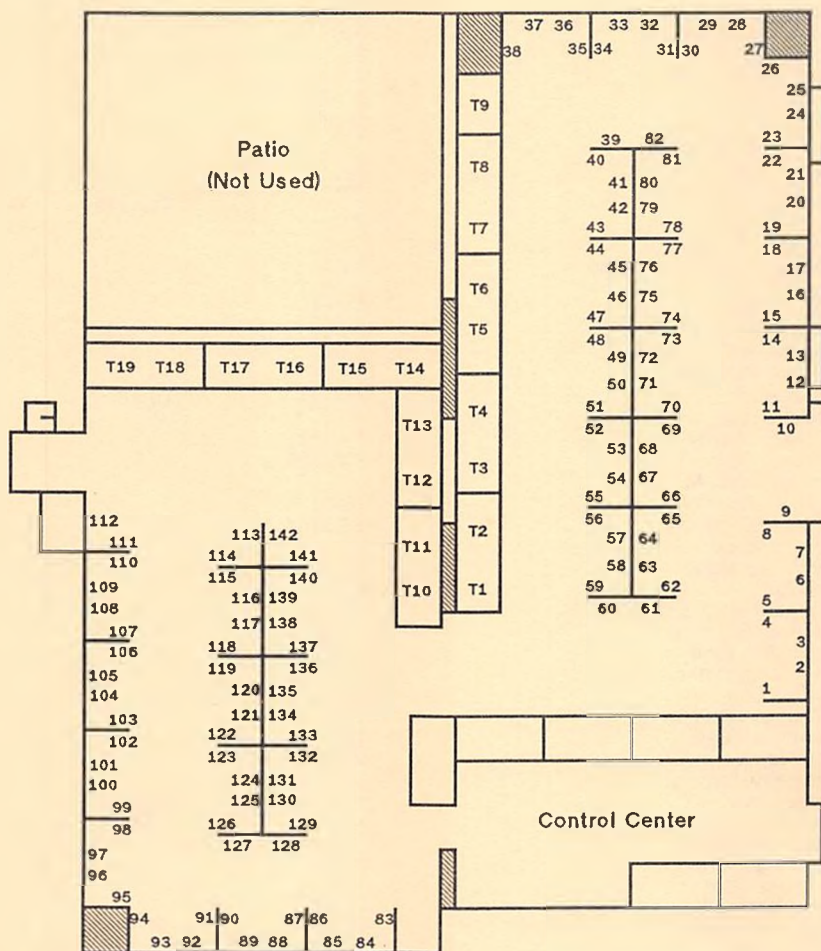 37 36 33 32 29 28
38 35 34 31 30 27
26
25
T9 24
39 82 23
Patio
(Not Used)
T8 40 81 22
41 80 21
42 79 20
T7 43 78 19
44 77 18
45 76 17
T6 46 75 16
T5 47 74 15
48 73 14
49 72 13
T19 T18 T17 T16 T15 T14
50 71 12
T13 T4 51 70 11
52 69 10
53 68
T12 T3 54 67
55 66 9
112 113 142 56 65 8
111 114 141 T11 T2 57 64 7
110 115 140
109 116 139 T10 T1 58 63 6
108 59 62 5
60 61 4
117 138
107 118 137 3
106 119 136 2
105 120 135 1
104
121 134
103 122 133
102 123 132
101 124 131
100 125 130
99 126 129 Control Center
98 127 128
97
96
95
94 91 90 87 86 83
93 92 89 88 85 84